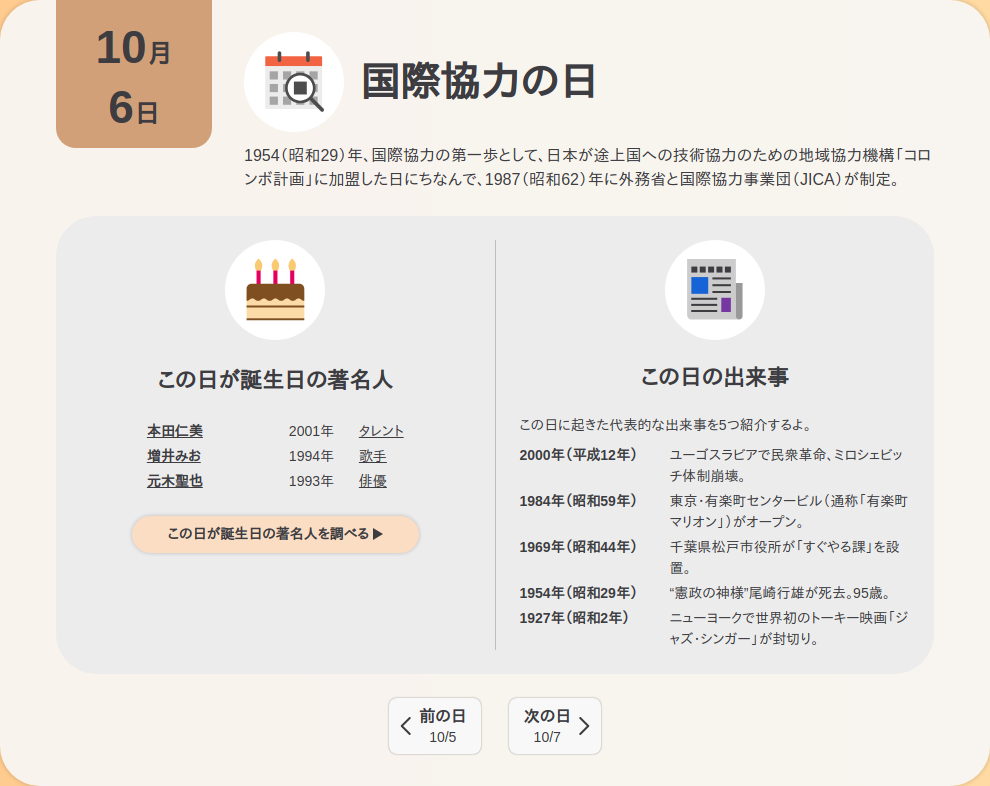 10月
6日
国際協力の日
1954（昭和29）年、国際協力の第一歩として、日本が途上国への技術協力のための地域協力機構「コロ
ンボ計画」に加盟した日にちなんで、1987（昭和62）年に外務省と国際協力事業団（JICA）が制定。
この日が誕生日の著名人
本田仁美 2001年 タレント
増井みお 1994年 歌手
元木聖也 1993年 俳優
この日が誕生日の著名人を調べる▶
この日の出来事
この日に起きた代表的な出来事を5つ紹介するよ。
2000年（平成12年） ユーゴスラビアで民衆革命、ミロシェビッ
チ体制崩壊。
1984年（昭和59年） 東京・有楽町センタービル（通称「有楽町
マリオン」）がオープン。
1969年（昭和44年） 千葉県松戸市役所が「すぐやる課」を設
置。
1954年（昭和29年） “憲政の神様”尾崎行雄が死去。95歳。
1927年（昭和2年） ニューヨークで世界初のトーキー映画「ジ
ャズ・シンガー」が封切り。
前の日
10/5
次の日
10/7